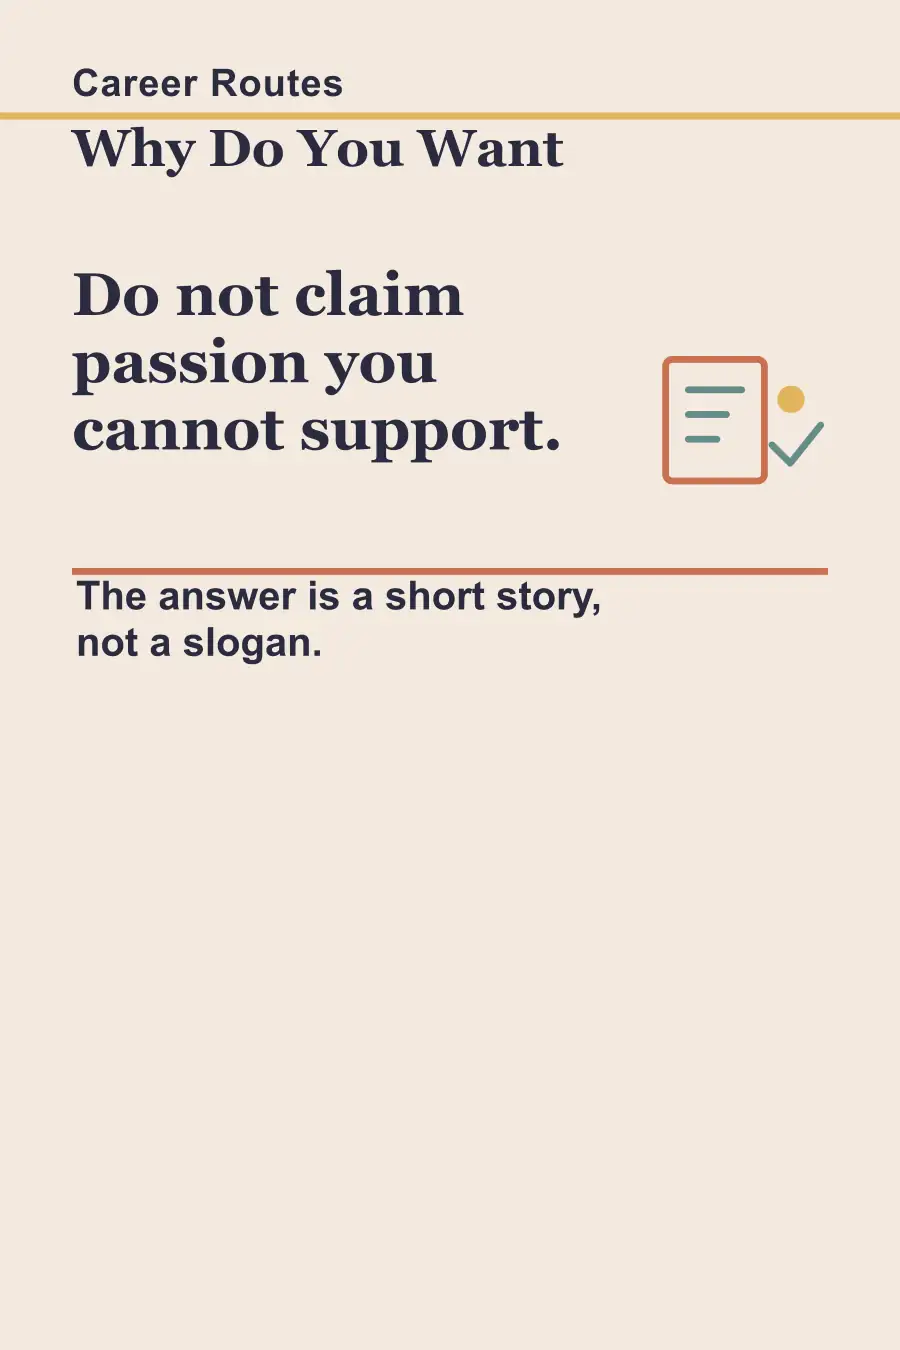 Career Routes
Why Do You Want
Do not claim
passion you
cannot support.
The answer is a short story,
not a slogan.